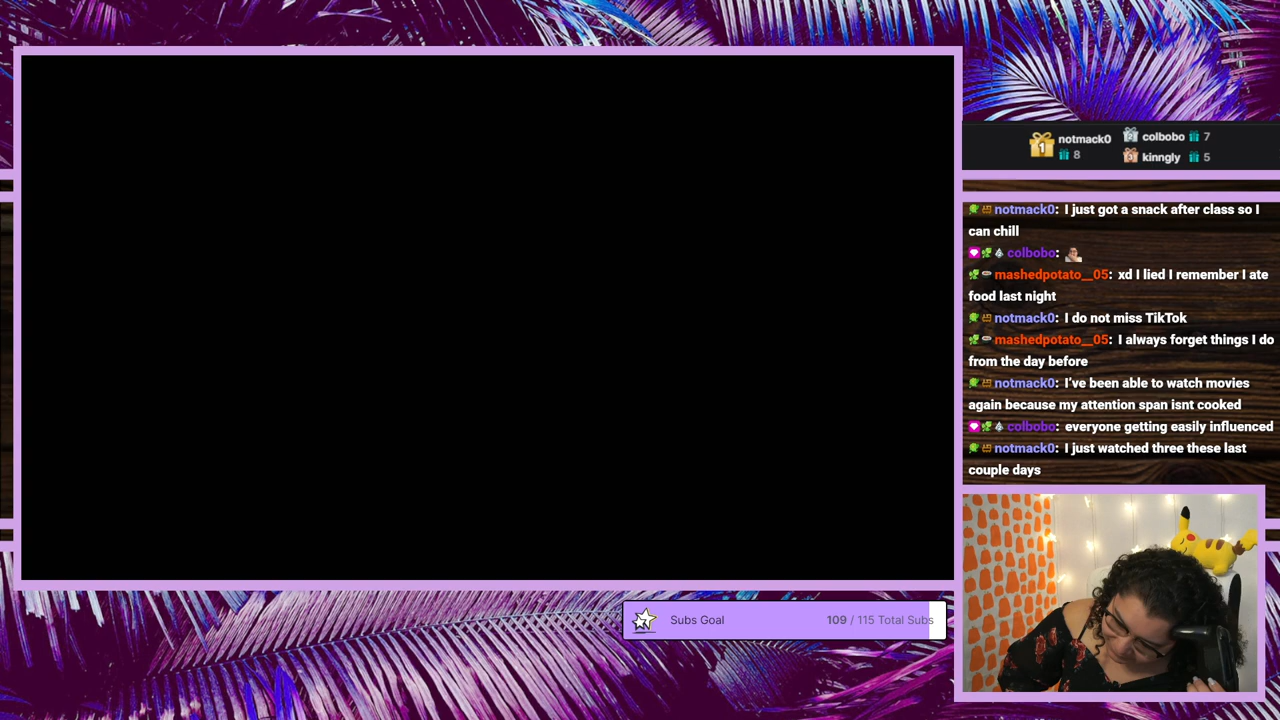 1 notmack0
8
2 colbobo 7
3 kinngly 5
notmack0: I just got a snack after class so I
can chill
colbobo:
mashedpotato__05: xd I lied I remember I ate
food last night
notmack0: I do not miss TikTok
mashedpotato__05: I always forget things I do
from the day before
notmack0: I've been able to watch movies
again because my attention span isnt cooked
colbobo: everyone getting easily influenced
notmack0: I just watched three these last
couple days
Subs Goal 109 / 115 Total Subs